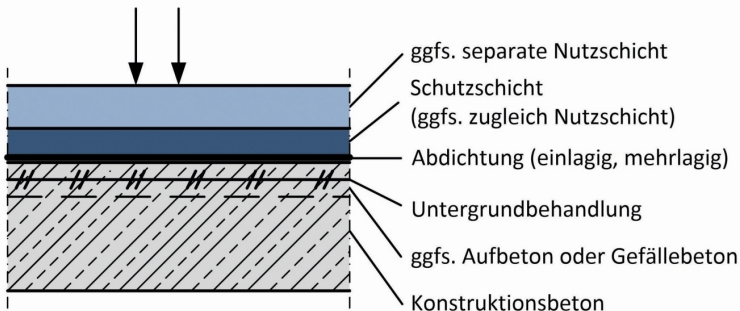 ggfs. separate Nutzschicht
Schutzschicht
(ggfs. zugleich Nutzschicht)
Abdichtung (einlagig, mehrlagig)
Untergrundbehandlung
ggfs. Aufbeton oder Gefällebeton
Konstruktionsbeton